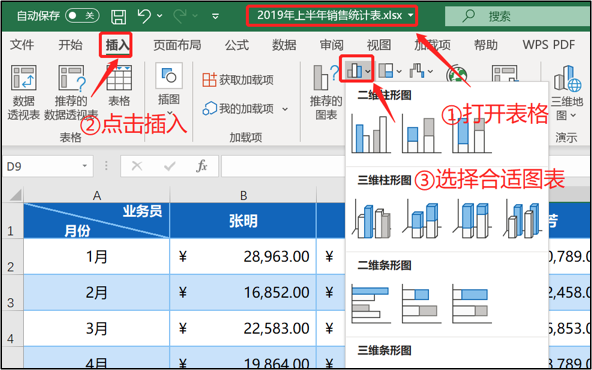 自动保存 关 2019年上半年销售统计表.xlsx 搜索
文件 开始 插入 页面布局 公式 数据 审阅 视图 加载项 帮助 WPS PDF
数据透视表 推荐的数据透视表 表格 插图 获取加载项 我的加载项 推荐的图表 三维地图
表格 加载项 演示
①打开表格
②点击插入
③选择合适图表
D9 fx
二维柱形图
三维柱形图
二维条形图
三维条形图
A B
1 业务员 月份 张明 芳
2 1月 ¥ 28,963.00 ¥ 0,789.00
3 2月 ¥ 16,852.00 ¥ 2,458.00
4 3月 ¥ 22,583.00 ¥ 5,853.00
4月 ¥ 19,864.00 ¥ 3,789.00